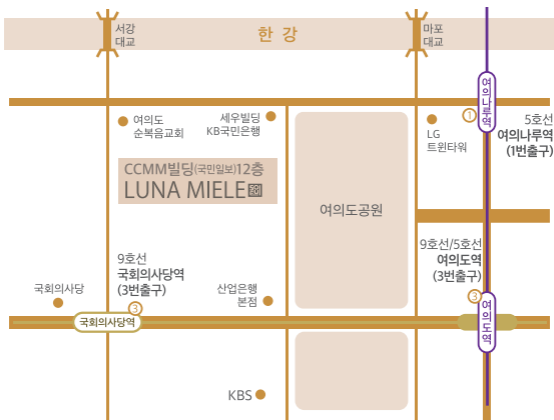 서강
대교
한 강
마포
대교
여의나루역
여의도
순복음교회
세우빌딩
KB국민은행
1
LG
트윈타워
5호선
여의나루역
(1번출구)
CCMM빌딩(국민일보)12층
LUNA MIELE
여의도공원
9호선
국회의사당역
(3번출구)
9호선/5호선
여의도역
(3번출구)
국회의사당
산업은행
본점
3
국회의사당역
3
여의도역
KBS